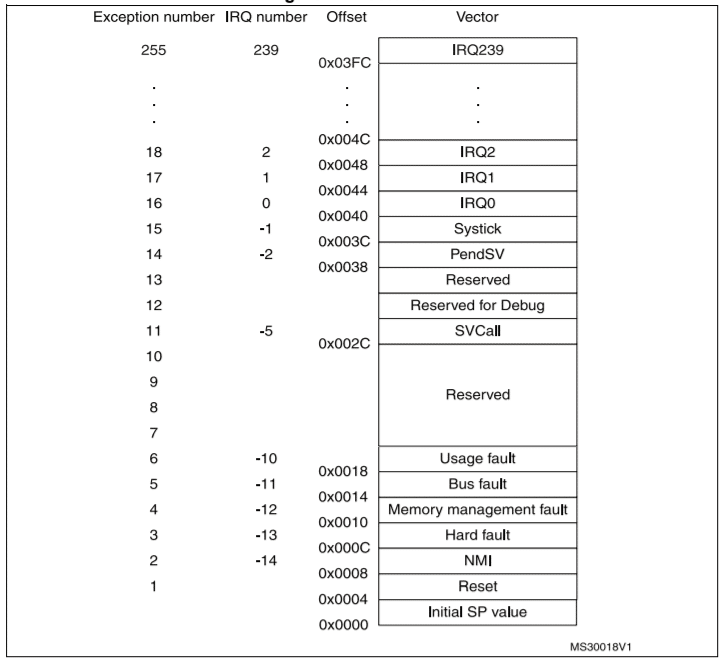 Exception number IRQ number Offset Vector
255 239 IRQ239
0x03FC
. . .
. . .
. . .
0x004C
18 2 IRQ2
0x0048
17 1 IRQ1
0x0044
16 0 IRQ0
0x0040
15 -1 Systick
0x003C
14 -2 PendSV
0x0038
13 Reserved
12 Reserved for Debug
11 -5 SVCall
0x002C
10
9
Reserved
8
7
6 -10 Usage fault
0x0018
5 -11 Bus fault
0x0014
4 -12 Memory management fault
0x0010
3 -13 Hard fault
0x000C
2 -14 NMI
0x0008
1 Reset
0x0004
Initial SP value
0x0000
MS30018V1